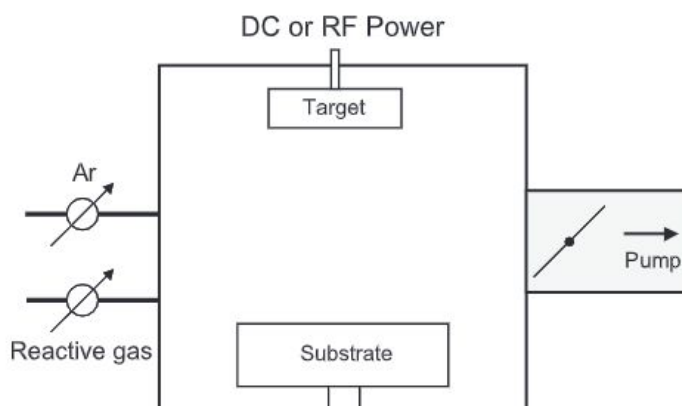 DC or RF Power
Target
Ar
Pump
Reactive gas
Substrate